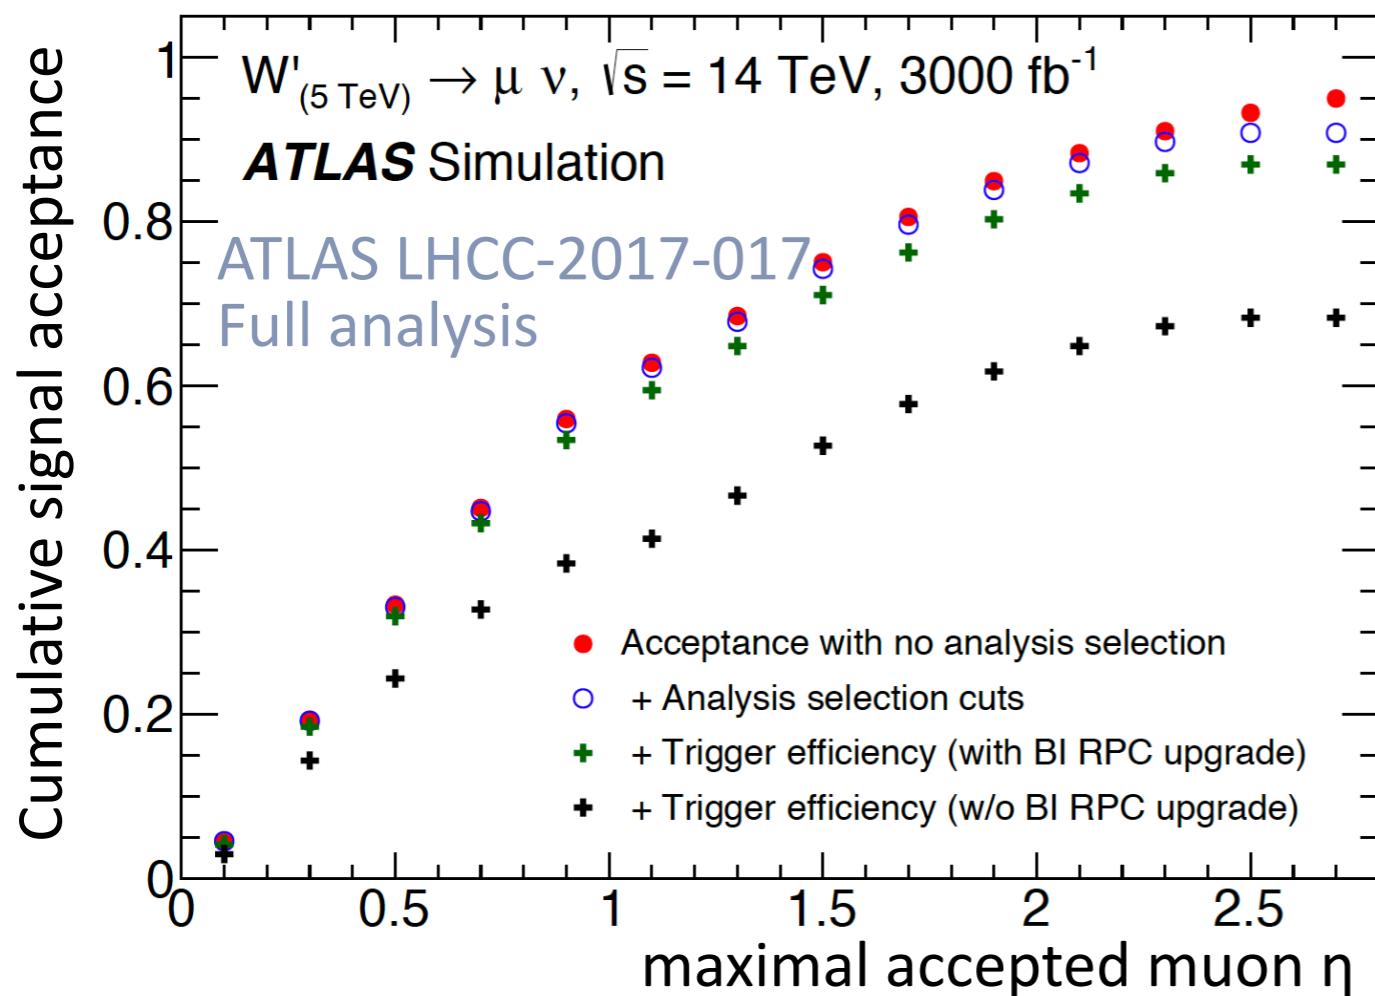 W'(5 TeV) → μ ν, √s = 14 TeV, 3000 fb-1
ATLAS Simulation
ATLAS LHCC-2017-017
Full analysis
Cumulative signal acceptance
1
0.8
0.6
0.4
0.2
0
Acceptance with no analysis selection
+ Analysis selection cuts
+ Trigger efficiency (with BI RPC upgrade)
+ Trigger efficiency (w/o BI RPC upgrade)
0 0.5 1 1.5 2 2.5
maximal accepted muon η